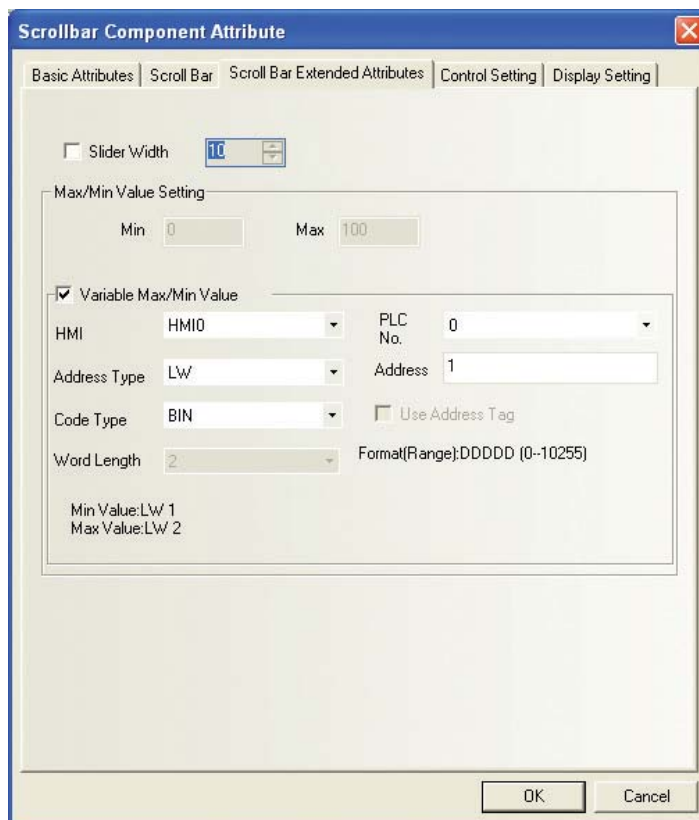 Scrollbar Component Attribute
Basic Attributes Scroll Bar Scroll Bar Extended Attributes Control Setting Display Setting
Slider Width 10
Max/Min Value Setting
Min 0 Max 100
Variable Max/Min Value
HMI HMI0 PLC No. 0
Address Type LW Address 1
Code Type BIN Use Address Tag
Word Length 2 Format(Range):DDDDD (0--10255)
Min Value:LW 1
Max Value:LW 2
OK Cancel